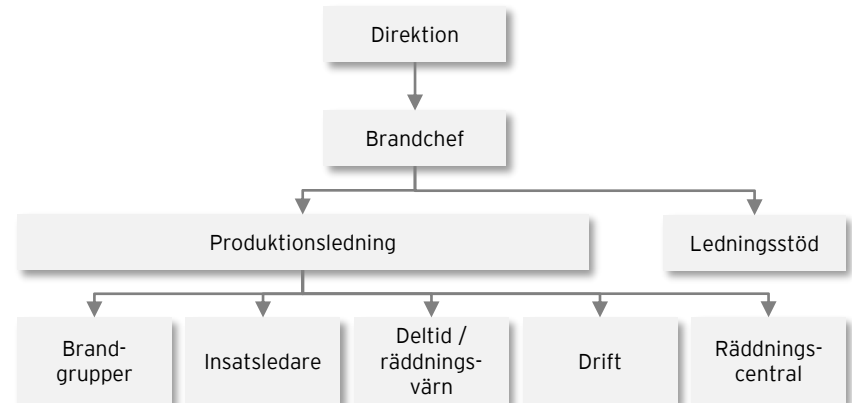 Direktion
Brandchef
Produktionsledning
Ledningsstöd
Brand-
grupper
Insatsledare
Deltid /
räddnings-
värn
Drift
Räddnings-
central